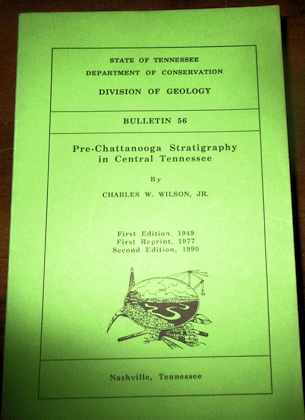 STATE OF TENNESSEE
DEPARTMENT OF CONSERVATION
DIVISION OF GEOLOGY
BULLETIN 56
Pre-Chattanooga Stratigraphy
in Central Tennessee
By
CHARLES W. WILSON, JR.
First Edition, 1949
First Reprint, 1977
Second Edition, 1990
Nashville, Tennessee